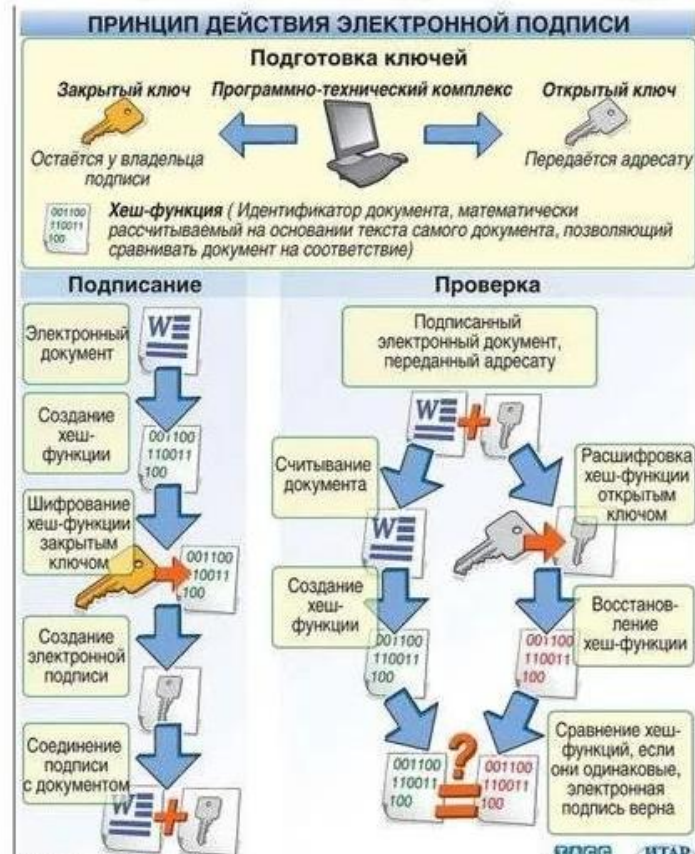 ПРИНЦИП ДЕЙСТВИЯ ЭЛЕКТРОННОЙ ПОДПИСИ
Подготовка ключей
Закрытый ключ
Программно-технический комплекс
Открытый ключ
Остаётся у владельца
подписи
Передаётся адресату
001100
110011
100
Хеш-функция ( Идентификатор документа, математически
рассчитываемый на основании текста самого документа, позволяющий
сравнивать документ на соответствие)
Подписание
Электронный
документ
W
Создание
хеш-
функции
001100
110011
100
Шифрование
хеш-функции
закрытым
ключом
001100
10011
100
Создание
электронной
подписи
Соединение
подписи
с документом
W
+
Проверка
Подписанный
электронный документ,
переданный адресату
W
+
Считывание
документа
Расшифровка
хеш-функции
открытым
ключом
W
Создание
хеш-
функции
Восстанов-
ление
хеш-функции
001100
110011
100
001100
110011
100
Сравнение хеш-
функций, если
они одинаковые,
электронная
подпись верна
001100
110011
100
?
=
001100
110011
100
ИТАР